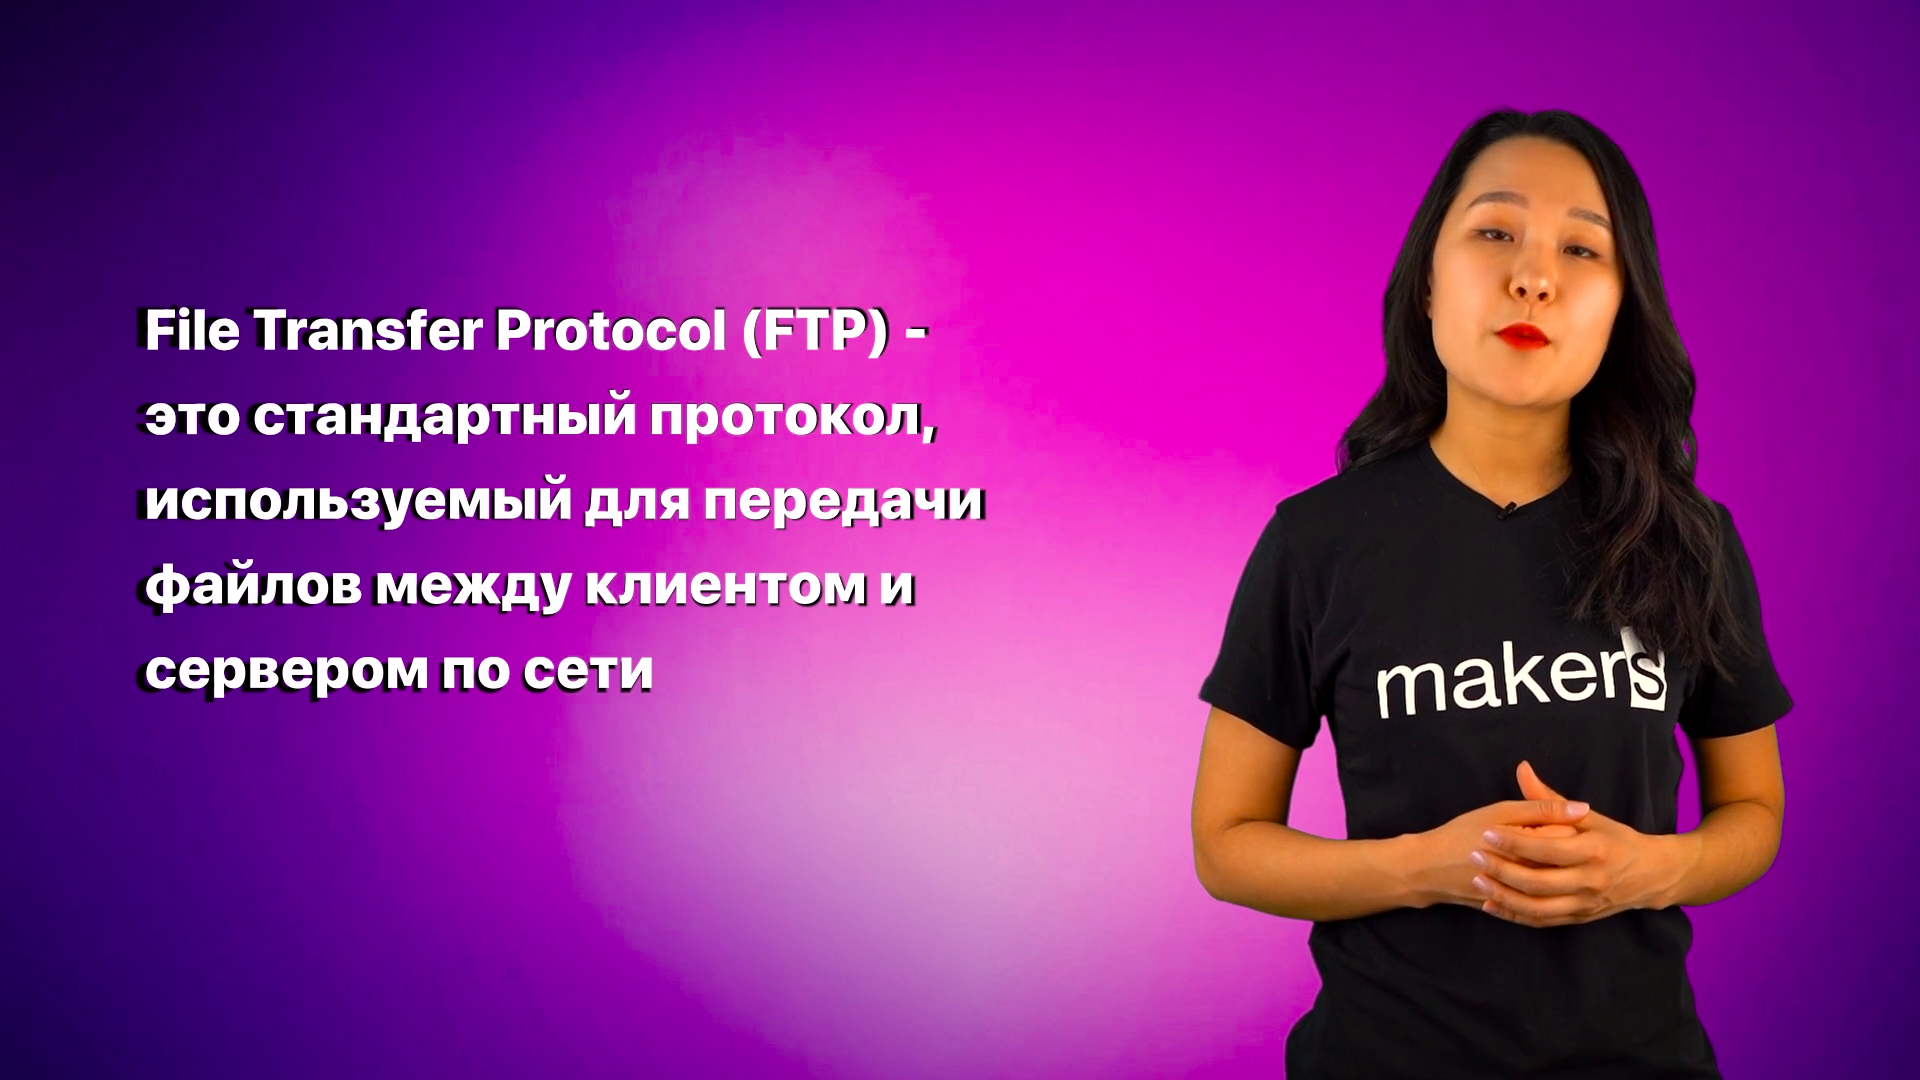 File Transfer Protocol (FTP) -
это стандартный протокол,
используемый для передачи
файлов между клиентом и
сервером по сети
makers